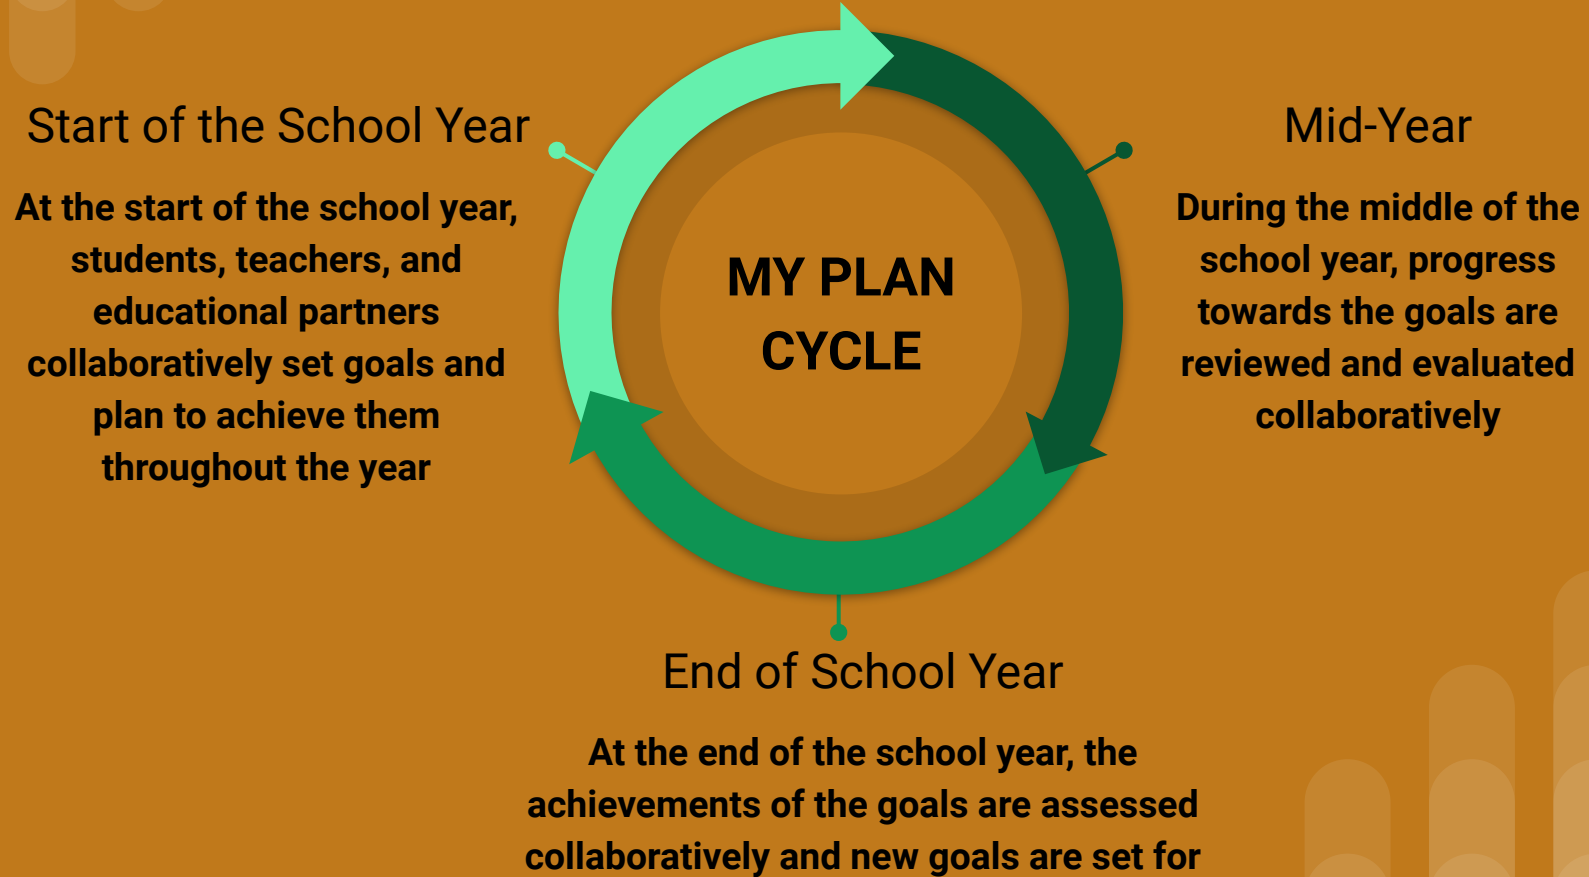 Start of the School Year
At the start of the school year,
students, teachers, and
educational partners
collaboratively set goals and
plan to achieve them
throughout the year
MY PLAN
CYCLE
Mid-Year
During the middle of the
school year, progress
towards the goals are
reviewed and evaluated
collaboratively
End of School Year
At the end of the school year, the
achievements of the goals are assessed
collaboratively and new goals are set for